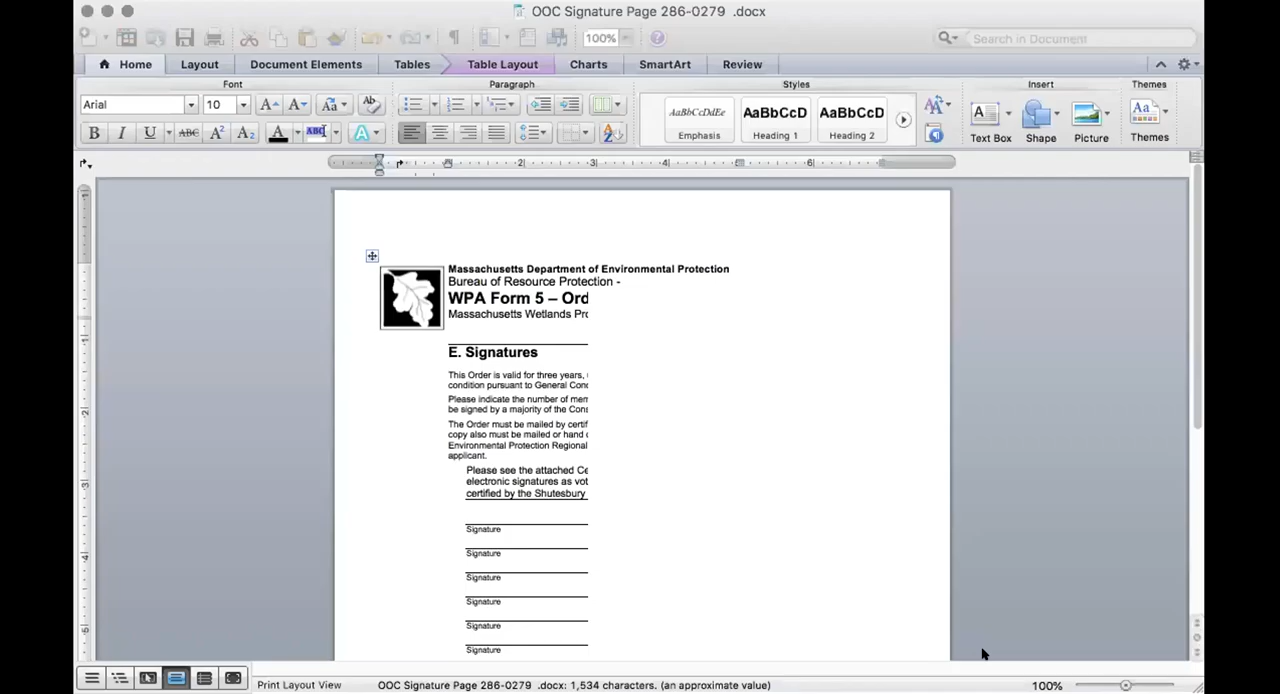 OOC Signature Page 286-0279 .docx
100%
Search in Document
Home Layout Document Elements Tables Table Layout Charts SmartArt Review
Font Paragraph Styles Insert Themes
Arial 10
AaBbCcDdEe AaBbCcD AaBbCcD
Emphasis Heading 1 Heading 2
Text Box Shape Picture Themes
Massachusetts Department of Environmental Protection
Bureau of Resource Protection -
WPA Form 5 – Ord
Massachusetts Wetlands Pro
E. Signatures
This Order is valid for three years,
condition pursuant to General Cond
Please indicate the number of mem
be signed by a majority of the Cons
The Order must be mailed by certif
copy also must be mailed or hand
Environmental Protection Regional
applicant.
Please see the attached Ce
electronic signatures as vot
certified by the Shutesbury
Signature
Signature
Signature
Signature
Signature
Signature
Print Layout View OOC Signature Page 286-0279 .docx: 1,534 characters. (an approximate value) 100%